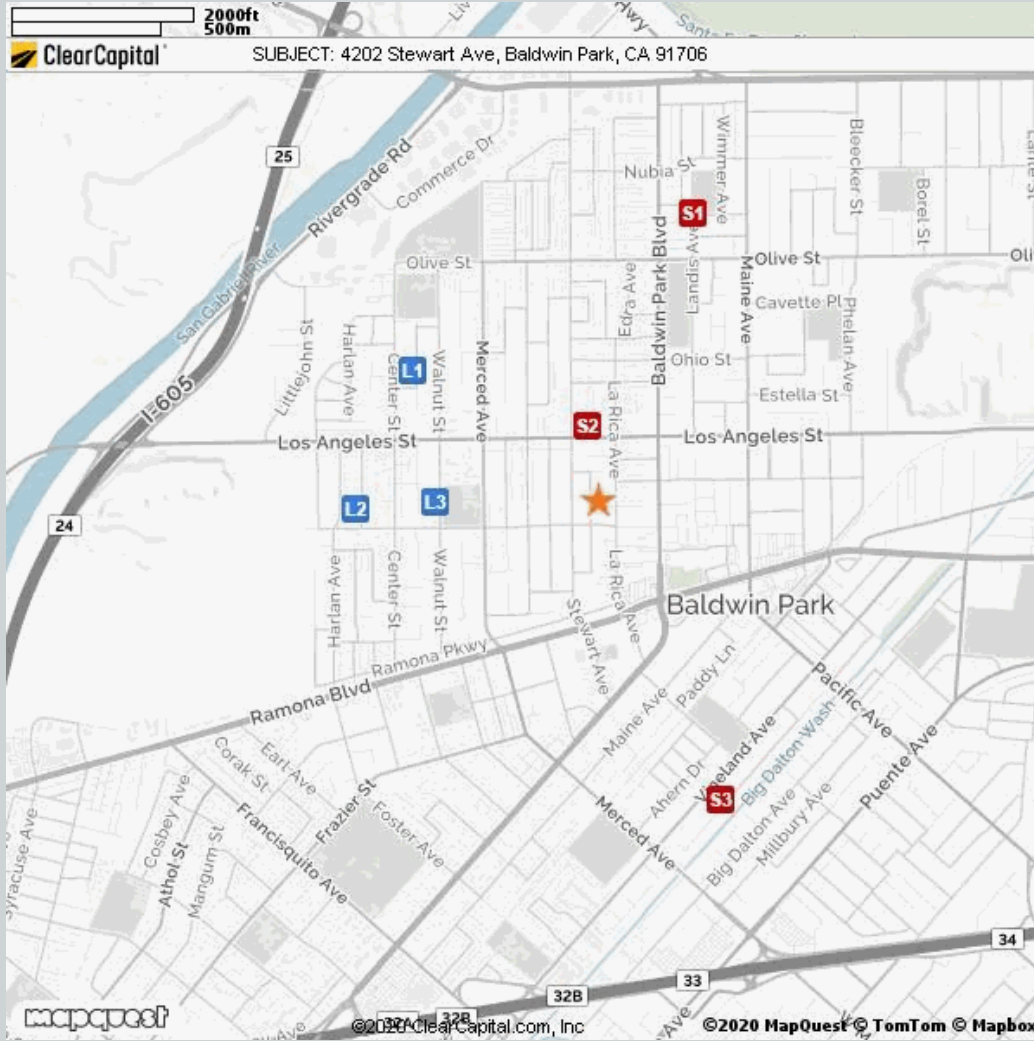 2000ft
500m
ClearCapital
SUBJECT: 4202 Stewart Ave, Baldwin Park, CA 91706
25
Rivergrade Rd
Commerce Dr
Nubia St
Wimmer Ave
Bleecker St
Borel St
S1
San Gabriel River
Olive St
Baldwin Park Blvd
Landis Ave
Maine Ave
Olive St
Edra Ave
Cavette Pl
Phelan Ave
Littlejohn St
Harlan Ave
Center St
L1
Walnut St
Merced Ave
Ohio St
I-605
La Rica Ave
Estella St
S2
Los Angeles St
Los Angeles St
24
L2
L3
Harlan Ave
Center St
Walnut St
La Rica Ave
Stewart Ave
Baldwin Park
Ramona Pkwy
Ramona Blvd
Paddy Ln
Maine Ave
Pacific Ave
Corak St
Earl Ave
Vineland Ave
Big Dalton Wash
Puente Ave
Ahern Dr
S3
Frazier St
Foster Ave
Francisquito Ave
Merced Ave
Big Dalton Ave
Millbury Ave
Syracuse Ave
Cosbey Ave
Athol St
Mangum St
34
33
32B
32B
32A
mapquest
©2020 ClearCapital.com, Inc
©2020 MapQuest © TomTom © Mapbox